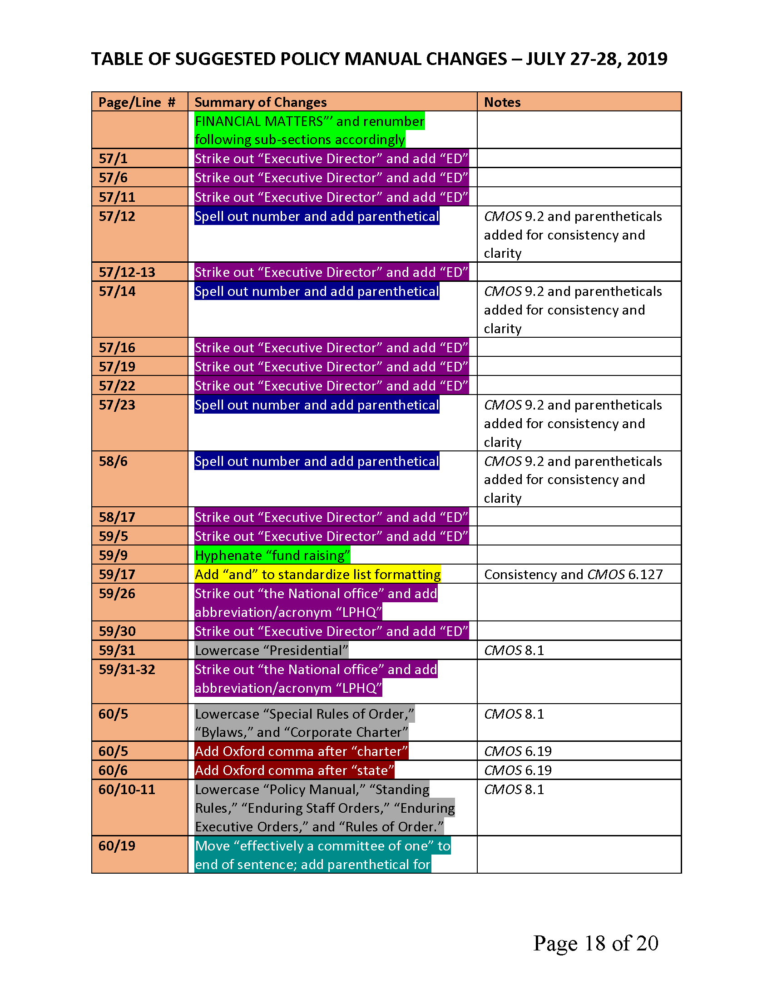 TABLE OF SUGGESTED POLICY MANUAL CHANGES – JULY 27-28, 2019
Page/Line # Summary of Changes Notes
FINANCIAL MATTERS”’ and renumber
following sub-sections accordingly
57/1 Strike out “Executive Director” and add “ED”
57/6 Strike out “Executive Director” and add “ED”
57/11 Strike out “Executive Director” and add “ED”
57/12 Spell out number and add parenthetical CMOS 9.2 and parentheticals
added for consistency and
clarity
57/12-13 Strike out “Executive Director” and add “ED”
57/14 Spell out number and add parenthetical CMOS 9.2 and parentheticals
added for consistency and
clarity
57/16 Strike out “Executive Director” and add “ED”
57/19 Strike out “Executive Director” and add “ED”
57/22 Strike out “Executive Director” and add “ED”
57/23 Spell out number and add parenthetical CMOS 9.2 and parentheticals
added for consistency and
clarity
58/6 Spell out number and add parenthetical CMOS 9.2 and parentheticals
added for consistency and
clarity
58/17 Strike out “Executive Director” and add “ED”
59/5 Strike out “Executive Director” and add “ED”
59/9 Hyphenate “fund raising”
59/17 Add “and” to standardize list formatting Consistency and CMOS 6.127
59/26 Strike out “the National office” and add
abbreviation/acronym “LPHQ”
59/30 Strike out “Executive Director” and add “ED”
59/31 Lowercase “Presidential” CMOS 8.1
59/31-32 Strike out “the National office” and add
abbreviation/acronym “LPHQ”
60/5 Lowercase “Special Rules of Order,” CMOS 8.1
“Bylaws,” and “Corporate Charter”
60/5 Add Oxford comma after “charter” CMOS 6.19
60/6 Add Oxford comma after “state” CMOS 6.19
60/10-11 Lowercase “Policy Manual,” “Standing CMOS 8.1
Rules,” “Enduring Staff Orders,” “Enduring
Executive Orders,” and “Rules of Order.”
60/19 Move “effectively a committee of one” to
end of sentence; add parenthetical for
Page 18 of 20